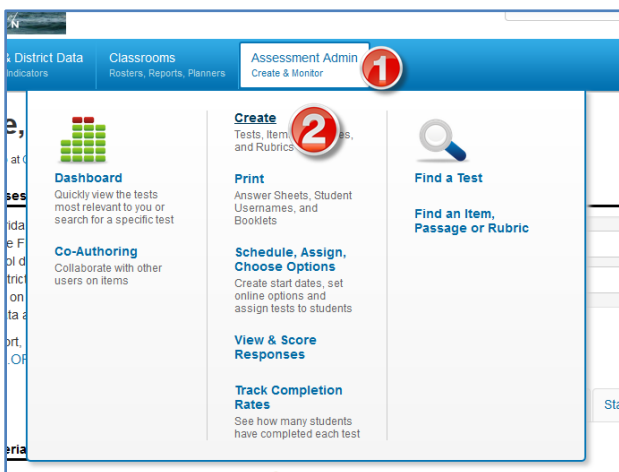 & District Data
Indicators
Classrooms
Rosters, Reports, Planners
Assessment Admin
Create & Monitor
1
Dashboard
Quickly view the tests
most relevant to you or
search for a specific test
Co-Authoring
Collaborate with other
users on items
Create
2
Tests, Item
and Rubrics
Print
Answer Sheets, Student
Usernames, and
Booklets
Schedule, Assign,
Choose Options
Create start dates, set
online options and
assign tests to students
View & Score
Responses
Track Completion
Rates
See how many students
have completed each test
Find a Test
Find an Item,
Passage or Rubric